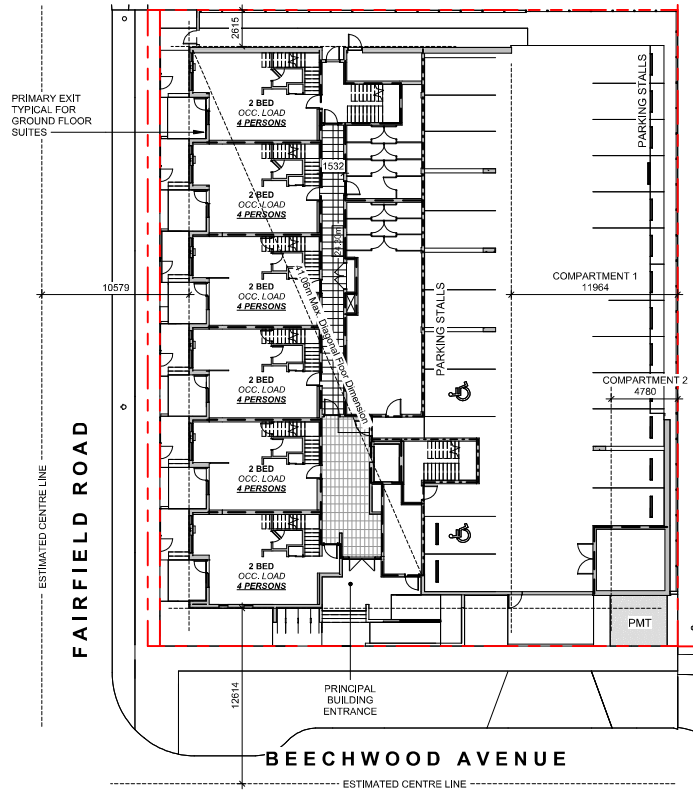 2615
PRIMARY EXIT
TYPICAL FOR
GROUND FLOOR
SUITES
2 BED
OCC. LOAD
4 PERSONS
PARKING STALLS
1532
2 BED
OCC. LOAD
4 PERSONS
2 BED
OCC. LOAD
4 PERSONS
41.06m Max. Diagonal Floor Dimension
10579
COMPARTMENT 1
11964
PARKING STALLS
2 BED
OCC. LOAD
4 PERSONS
COMPARTMENT 2
4780
2 BED
OCC. LOAD
4 PERSONS
2 BED
OCC. LOAD
4 PERSONS
ESTIMATED CENTRE LINE
FAIRFIELD ROAD
PMT
12614
PRINCIPAL
BUILDING
ENTRANCE
BEECHWOOD AVENUE
ESTIMATED CENTRE LINE